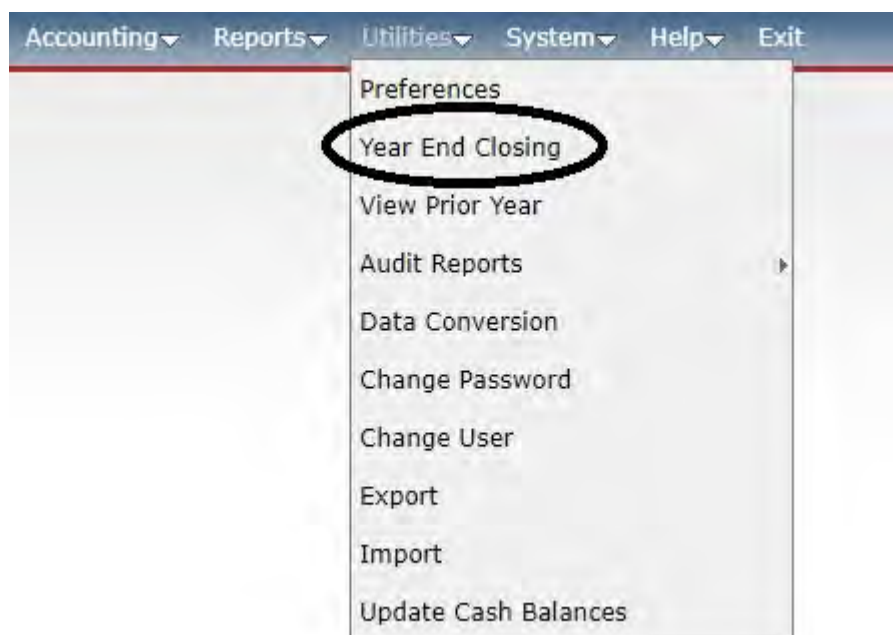 Accounting Reports Utilities System Help Exit
Preferences
Year End Closing
View Prior Year
Audit Reports
Data Conversion
Change Password
Change User
Export
Import
Update Cash Balances